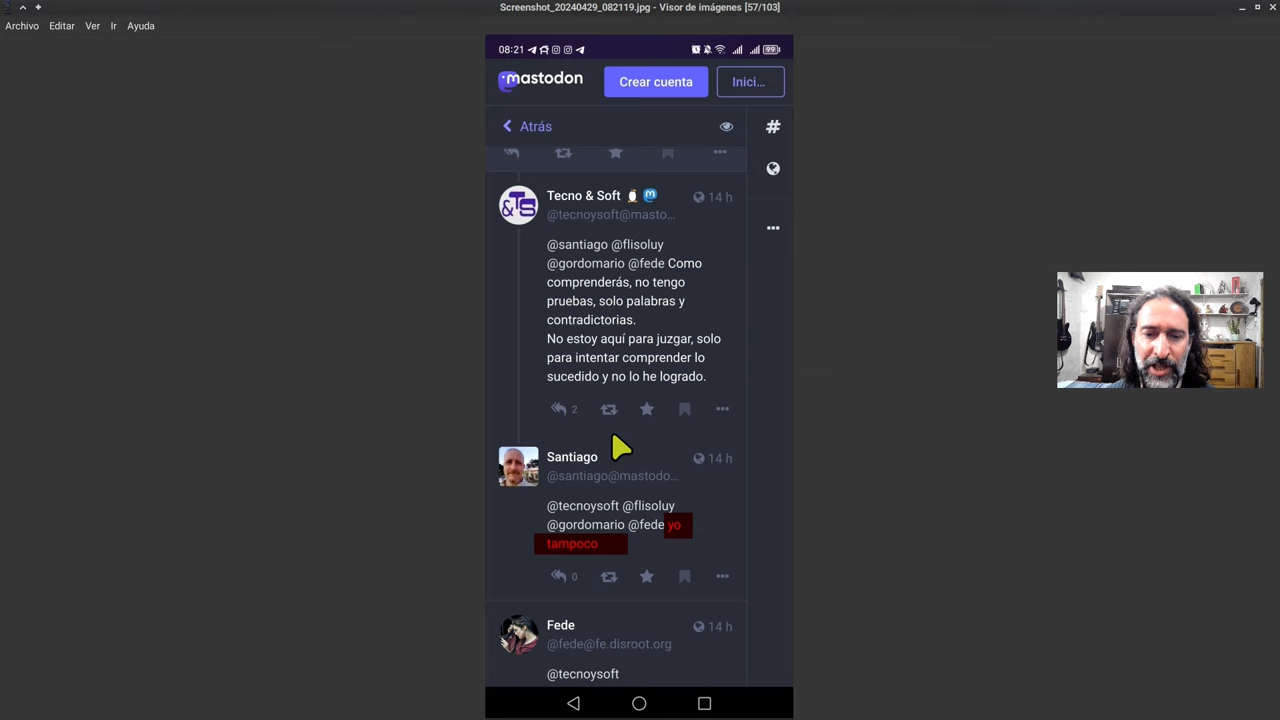 Screenshot_20240429_082119.jpg - Visor de imágenes [57/103]
Archivo Editar Ver Ir Ayuda
08:21 99
mastodon Crear cuenta Inici...
Atrás
Tecno & Soft 14 h
@tecnoysoft@masto...
@santiago @flisoluy
@gordomario @fede Como
comprenderás, no tengo
pruebas, solo palabras y
contradictorias.
No estoy aquí para juzgar, solo
para intentar comprender lo
sucedido y no lo he logrado.
2
Santiago 14 h
@santiago@mastodo...
@tecnoysoft @flisoluy
@gordomario @fede yo
tampoco
0
Fede 14 h
@fede@fe.disroot.org
@tecnoysoft